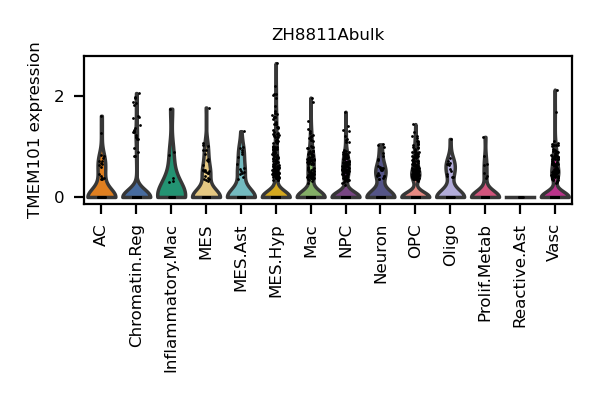 ZH8811Abulk
TMEM101 expression
2
0
AC
Chromatin.Reg
Inflammatory.Mac
MES
MES.Ast
MES.Hyp
Mac
NPC
Neuron
OPC
Oligo
Prolif.Metab
Reactive.Ast
Vasc